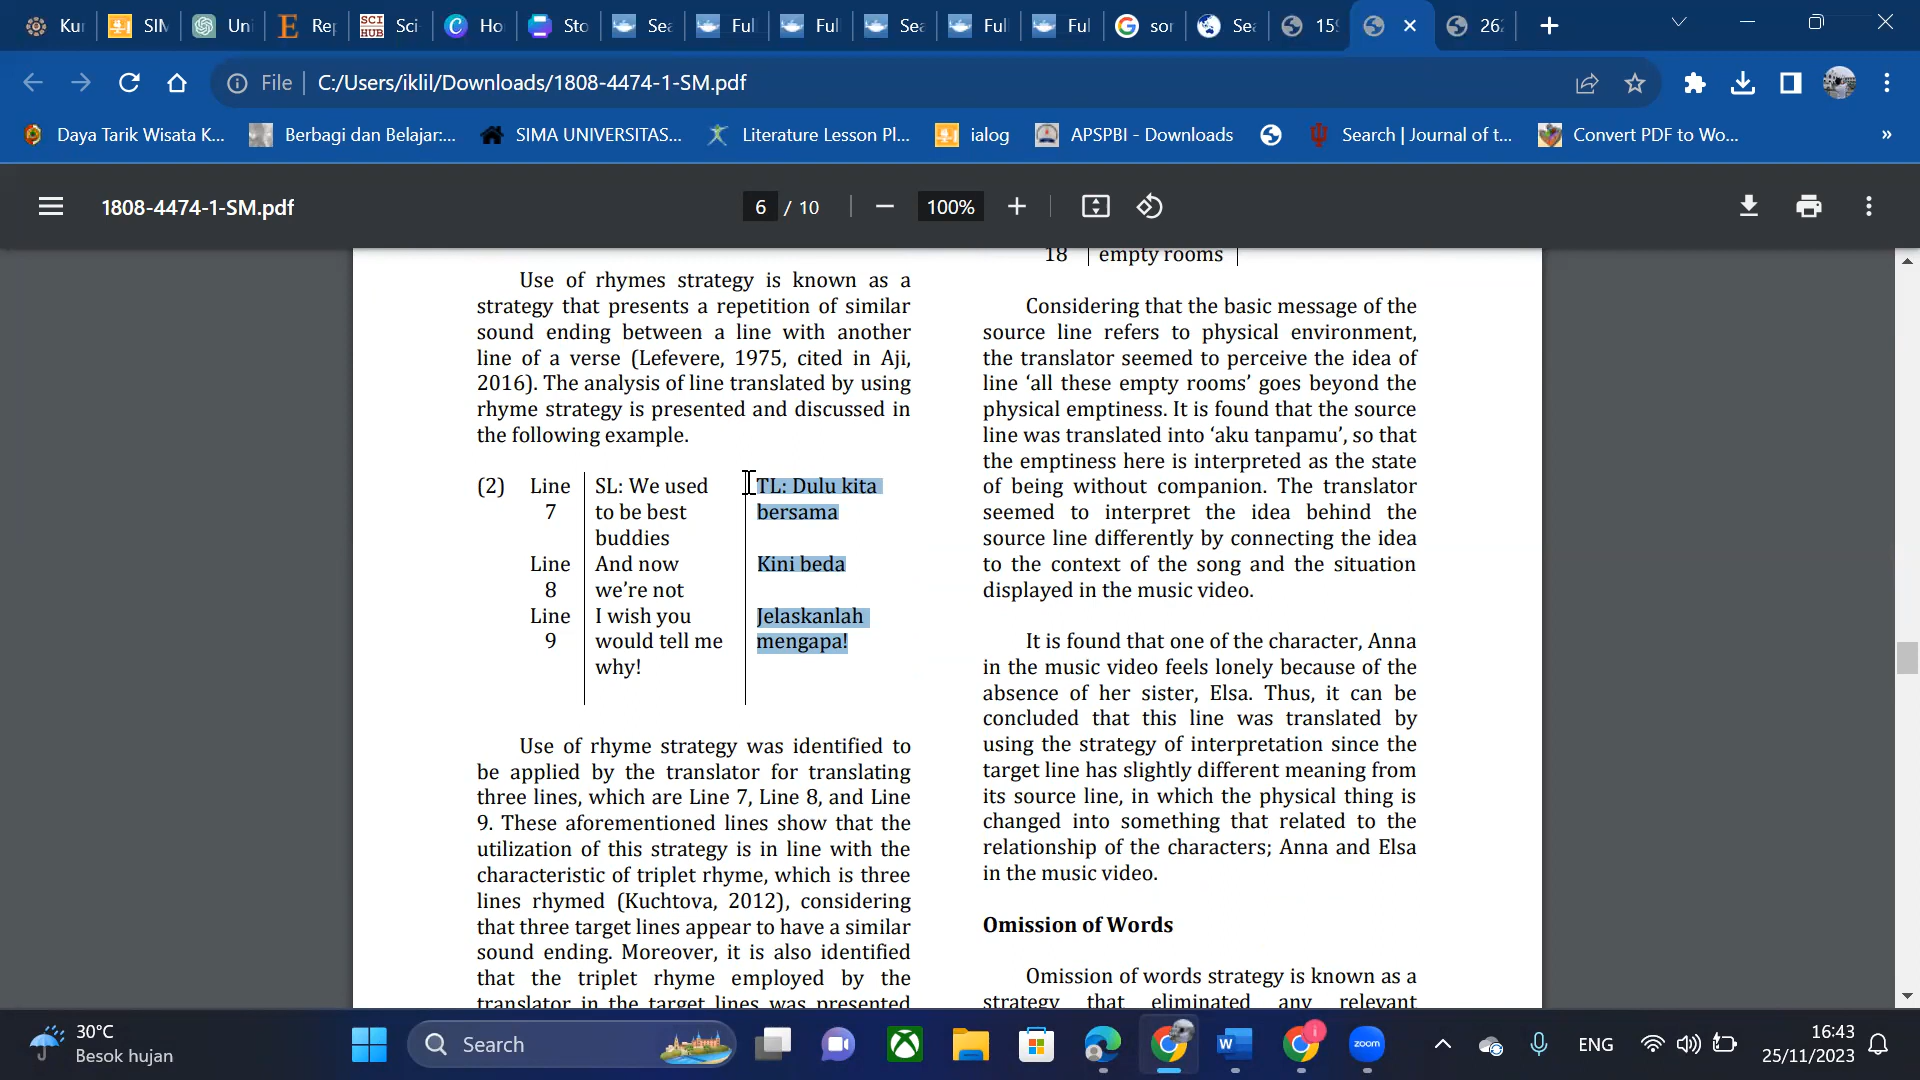 Kur
SIM
Uni
Rep
Sci
Ho
Sto
Sea
Full
Full
Sea
Full
Ful
sor
Sea
159
262
File
C:/Users/iklil/Downloads/1808-4474-1-SM.pdf
Daya Tarik Wisata K...
Berbagi dan Belajar:...
SIMA UNIVERSITAS...
Literature Lesson Pl...
ialog
APSPBI - Downloads
Search | Journal of t...
Convert PDF to Wo...
»
1808-4474-1-SM.pdf
6 / 10
100%
Use of rhymes strategy is known as a
strategy that presents a repetition of similar
sound ending between a line with another
line of a verse (Lefevere, 1975, cited in Aji,
2016). The analysis of line translated by using
rhyme strategy is presented and discussed in
the following example.
(2) Line SL: We used TL: Dulu kita
7 to be best bersama
buddies
Line And now Kini beda
8 we're not
Line I wish you Jelaskanlah
9 would tell me mengapa!
why!
Use of rhyme strategy was identified to
be applied by the translator for translating
three lines, which are Line 7, Line 8, and Line
9. These aforementioned lines show that the
utilization of this strategy is in line with the
characteristic of triplet rhyme, which is three
lines rhymed (Kuchtova, 2012), considering
that three target lines appear to have a similar
sound ending. Moreover, it is also identified
that the triplet rhyme employed by the
translator in the target lines was presented
18 empty rooms
Considering that the basic message of the
source line refers to physical environment,
the translator seemed to perceive the idea of
line ‘all these empty rooms’ goes beyond the
physical emptiness. It is found that the source
line was translated into ‘aku tanpamu’, so that
the emptiness here is interpreted as the state
of being without companion. The translator
seemed to interpret the idea behind the
source line differently by connecting the idea
to the context of the song and the situation
displayed in the music video.
It is found that one of the character, Anna
in the music video feels lonely because of the
absence of her sister, Elsa. Thus, it can be
concluded that this line was translated by
using the strategy of interpretation since the
target line has slightly different meaning from
its source line, in which the physical thing is
changed into something that related to the
relationship of the characters; Anna and Elsa
in the music video.
Omission of Words
Omission of words strategy is known as a
strategy that eliminated any relevant
30°C
Besok hujan
Search
zoom
ENG
16:43
25/11/2023